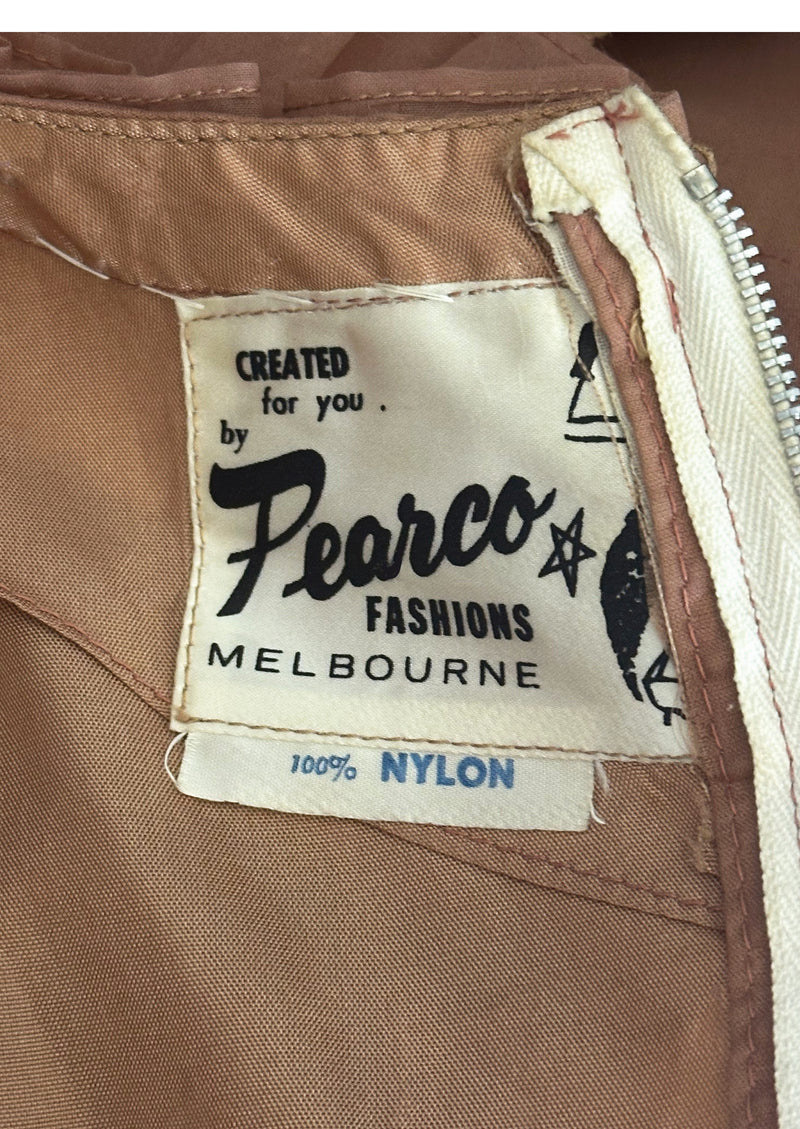 CREATED
for you .
by
Pearco
FASHIONS
MELBOURNE
100% NYLON